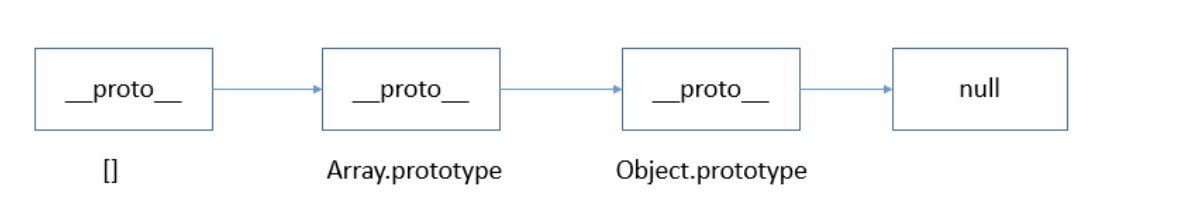 __proto__ __proto__ __proto__ null
[] Array.prototype Object.prototype